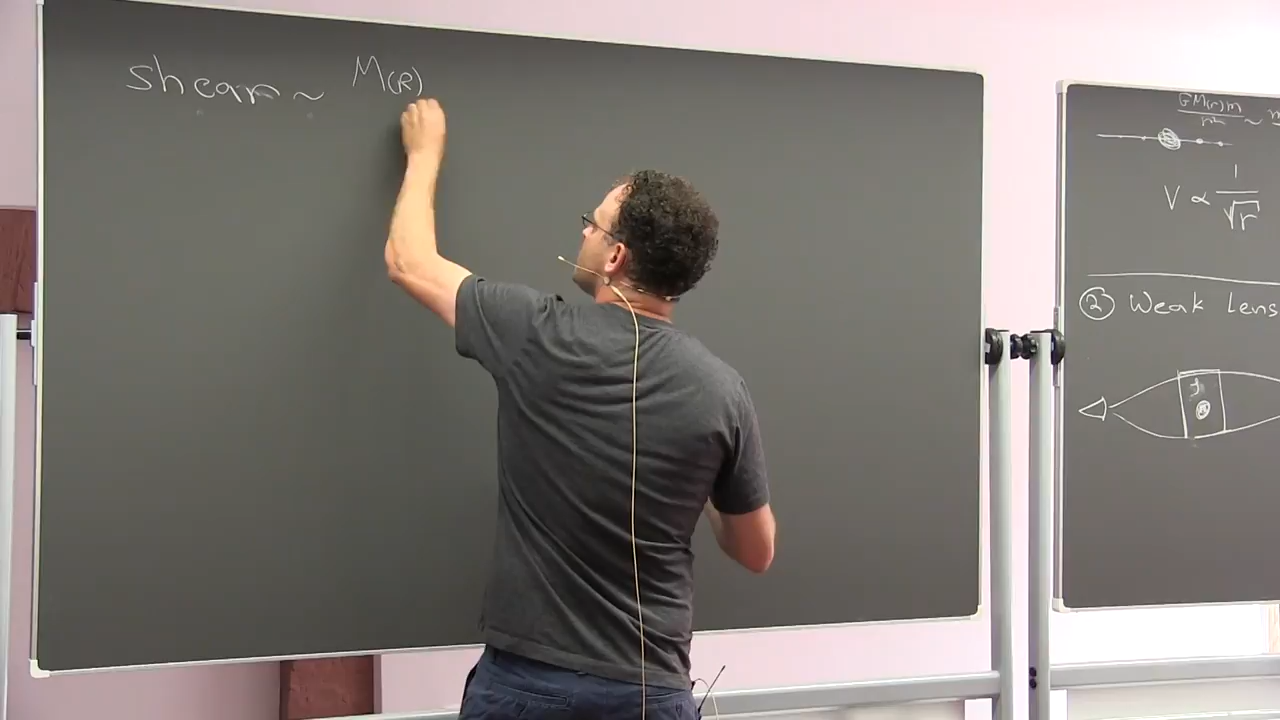 shear ~ M(R)
GM(r)m / r² ~
V ∝ 1 / √r
② Weak Lens